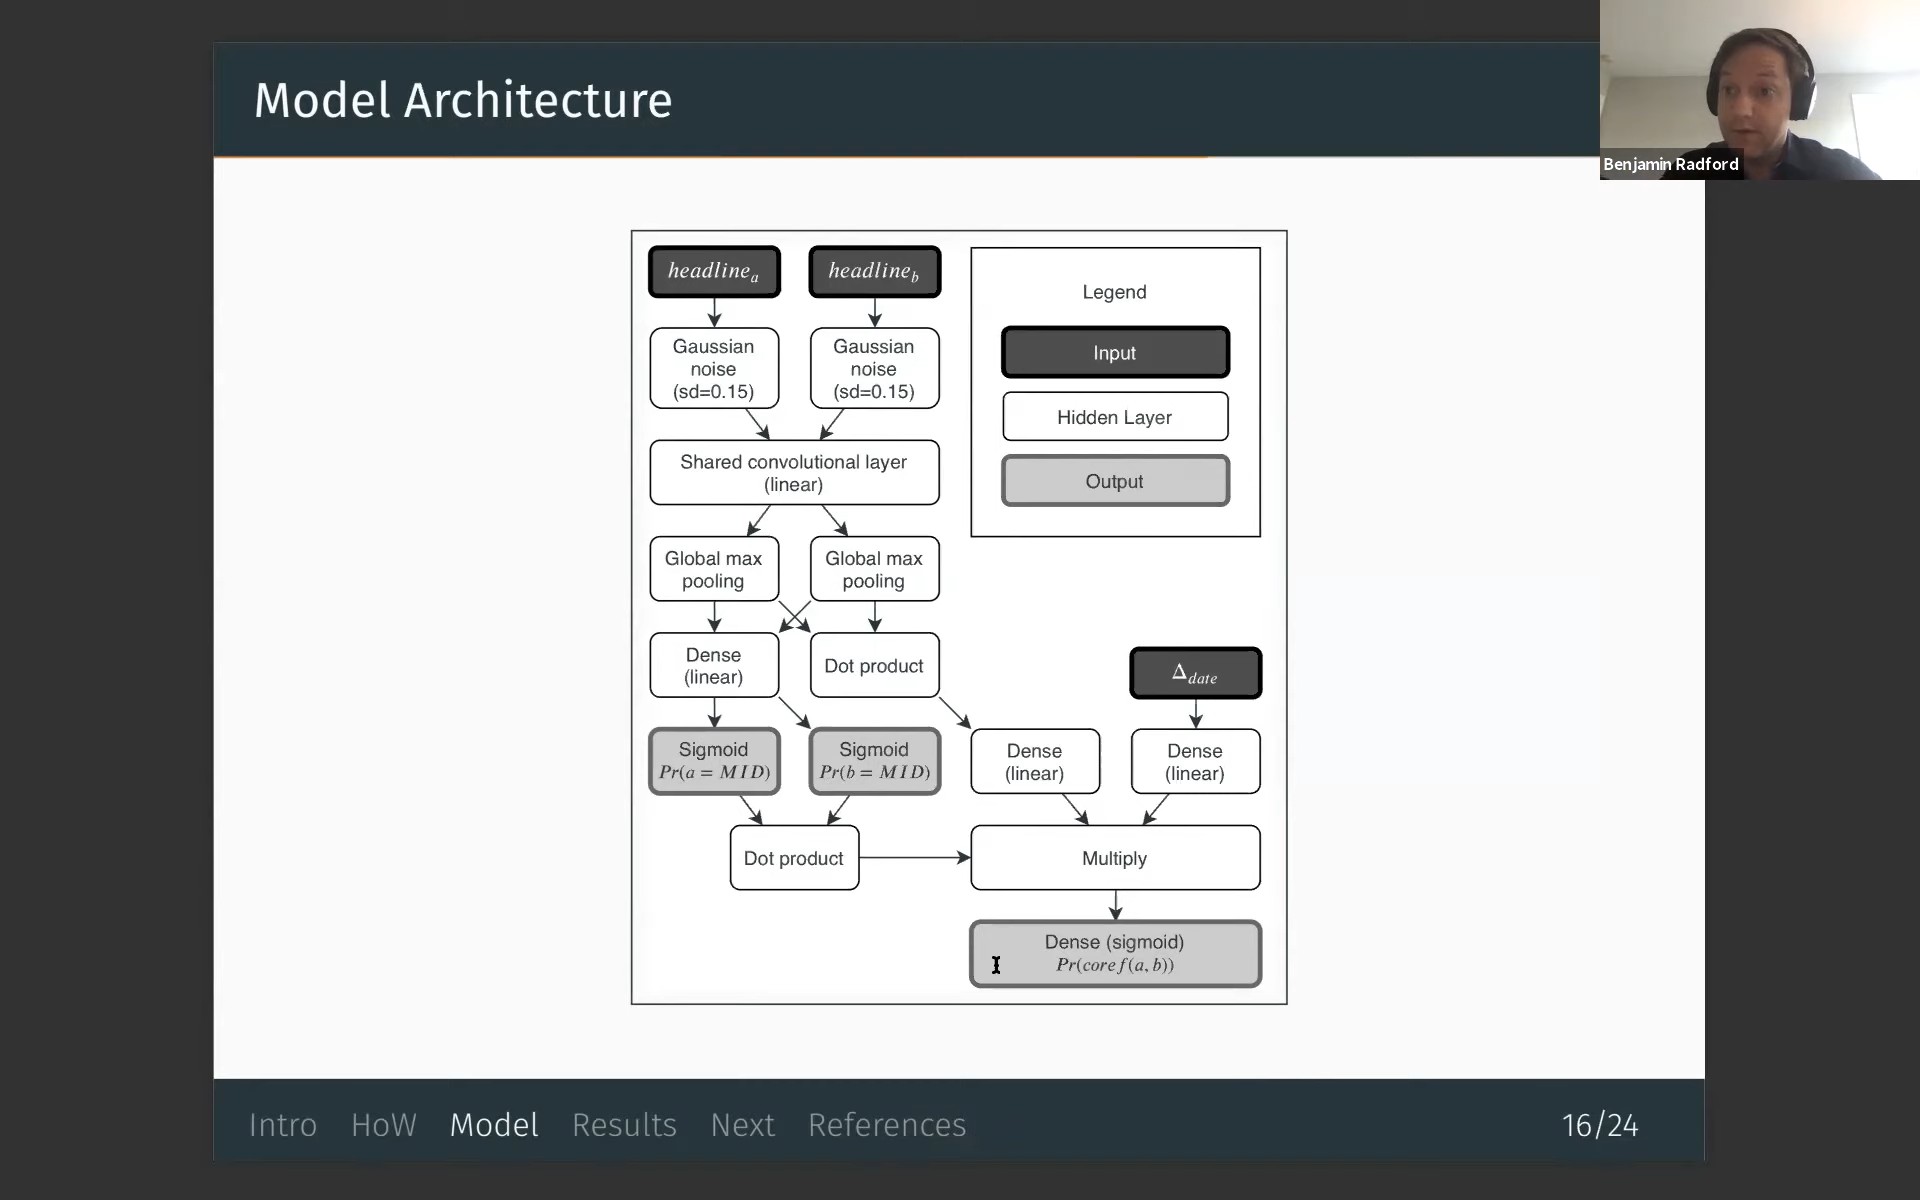 Model Architecture
Benjamin Radford
headline_a
headline_b
Gaussian
noise
(sd=0.15)
Gaussian
noise
(sd=0.15)
Shared convolutional layer
(linear)
Global max
pooling
Global max
pooling
Dense
(linear)
Dot product
Sigmoid
Pr(a = MID)
Sigmoid
Pr(b = MID)
Dot product
Legend
Input
Hidden Layer
Output
Δ_date
Dense
(linear)
Dense
(linear)
Multiply
Dense (sigmoid)
Pr(coref(a, b))
Intro HoW Model Results Next References 16/24